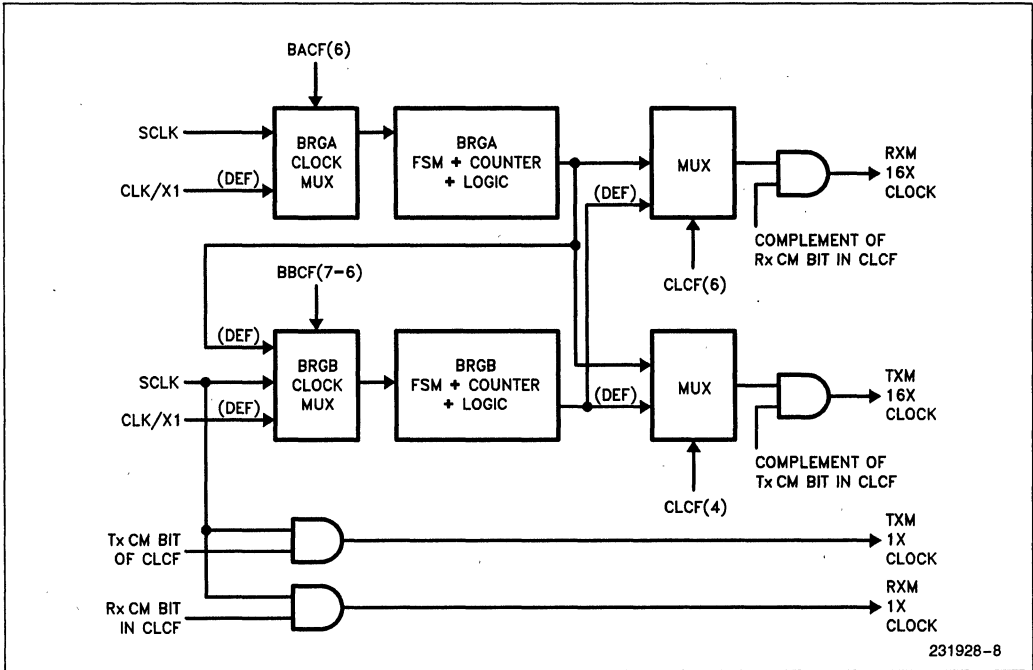 BACF(6)
SCLK
CLK/X1
(DEF)
BRGA
CLOCK
MUX
BRGA
FSM + COUNTER
+ LOGIC
(DEF)
MUX
CLCF(6)
RXM
16X
CLOCK
COMPLEMENT OF
Rx CM BIT IN CLCF
BBCF(7-6)
(DEF)
SCLK
CLK/X1
(DEF)
BRGB
CLOCK
MUX
BRGB
FSM + COUNTER
+ LOGIC
(DEF)
MUX
CLCF(4)
TXM
16X
CLOCK
COMPLEMENT OF
Tx CM BIT IN CLCF
Tx CM BIT
OF CLCF
TXM
1X
CLOCK
Rx CM BIT
IN CLCF
RXM
1X
CLOCK
231928-8